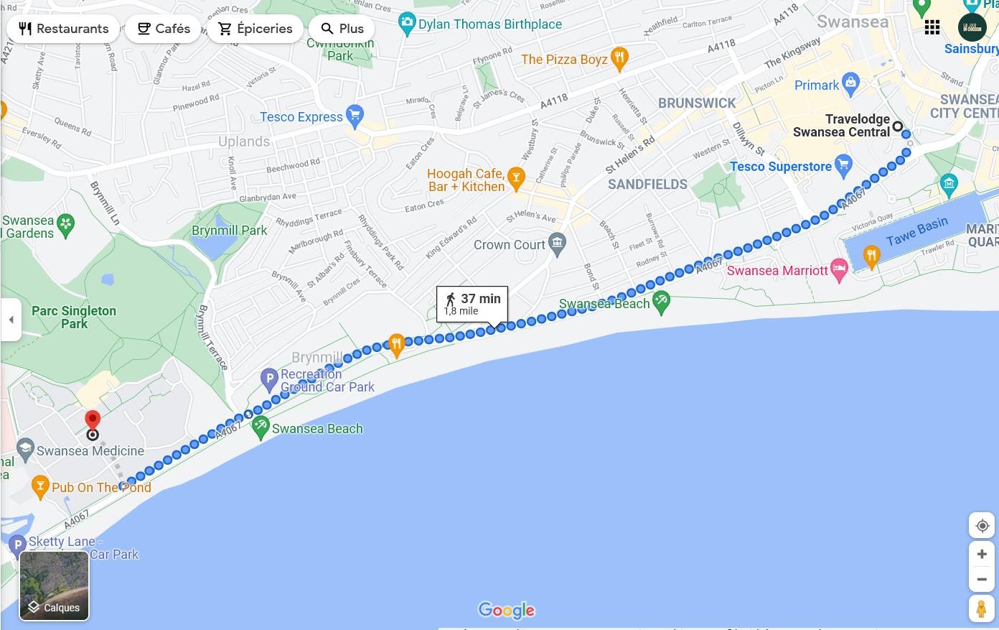 Restaurants
Cafés
Épiceries
Plus
Dylan Thomas Birthplace
Cwmdonkin
Park
Penlan Cres
Rosehill
Heathfield
Carlton Terrace
A4118
Swansea
Sainsbury
The Kingsway
A4118
The Pizza Boyz
Ffynone Rd
Picton Ln
Strand
Primark
Glanmor Park Rd
Sketty Ave
Victoria St
Hazel Rd
Pinewood Rd
St James's Cres
A4118
Henrietta St
BRUNSWICK
SWANSEA
CITY CENT
Tesco Express
Queens Rd
Eversley Rd
Uplands
Belgrave
Duke St
Russell St
Brunswick St
Dillwyn St
Western St
Travelodge
Swansea Central
Tesco Superstore
Knoll Ave
Beechwood Rd
Eaton Cres
Westbury St
Catherine St
Phillips Parade
St Helen's Rd
Hoogah Cafe,
Bar + Kitchen
SANDFIELDS
Brynmill Ln
Glanbrydan Ave
Eaton Cres
A4067
Victoria Quay
Tawe Basin
Trawler Rd
MARIT
QUAR
Swansea
l Gardens
Brynmill Park
Rhyddings Terrace
Marlborough Rd
Rhyddings Park Rd
King Edward's Rd
St Helen's Ave
Crown Court
Beach St
Burrows Rd
Fleet St
Rodney St
Finsbury Terrace
St Alban's Rd
Brynmill Ave
Brynmill Cres
Bond St
A4067
Swansea Marriott
37 min
1,8 mile
Swansea Beach
Parc Singleton
Park
Brynmill Terrace
Brynmill
Recreation
Ground Car Park
A4067
Swansea Beach
Swansea Medicine
Pub On The Pond
A4067
Sketty Lane -
Car Park
Calques
Google